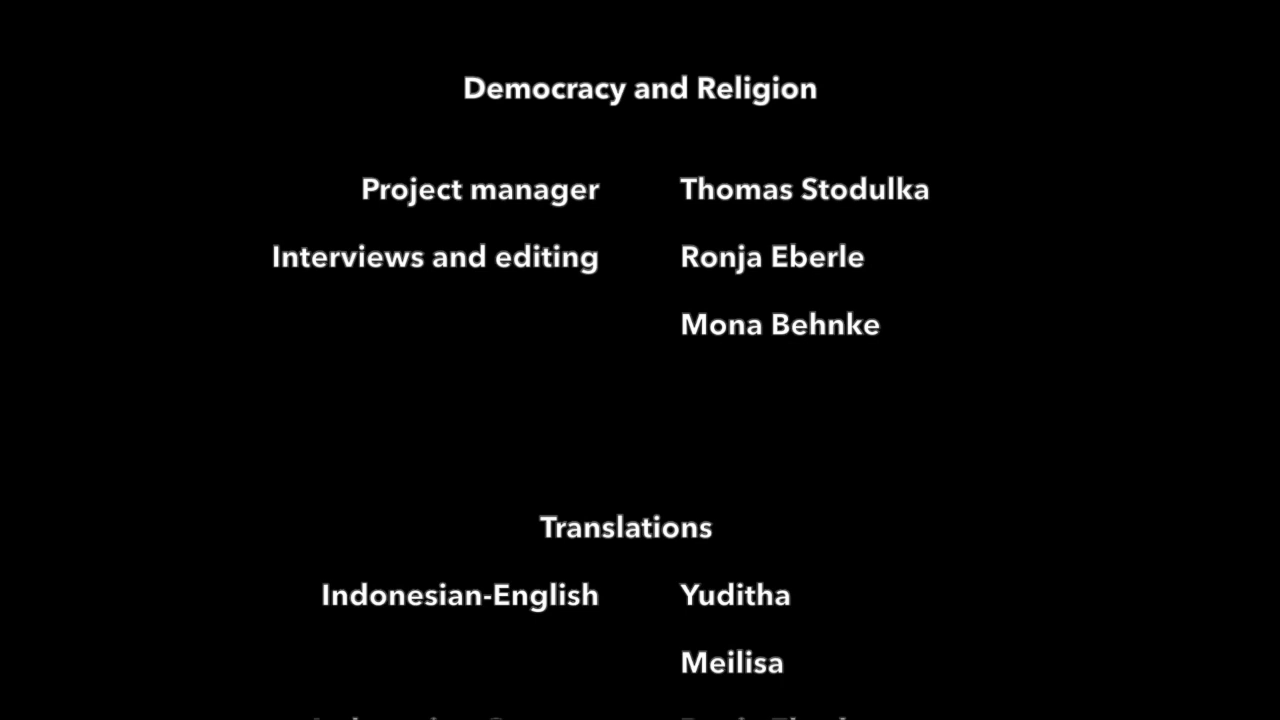 Democracy and Religion
Project manager Thomas Stodulka
Interviews and editing Ronja Eberle
Mona Behnke
Translations
Indonesian-English Yuditha
Meilisa